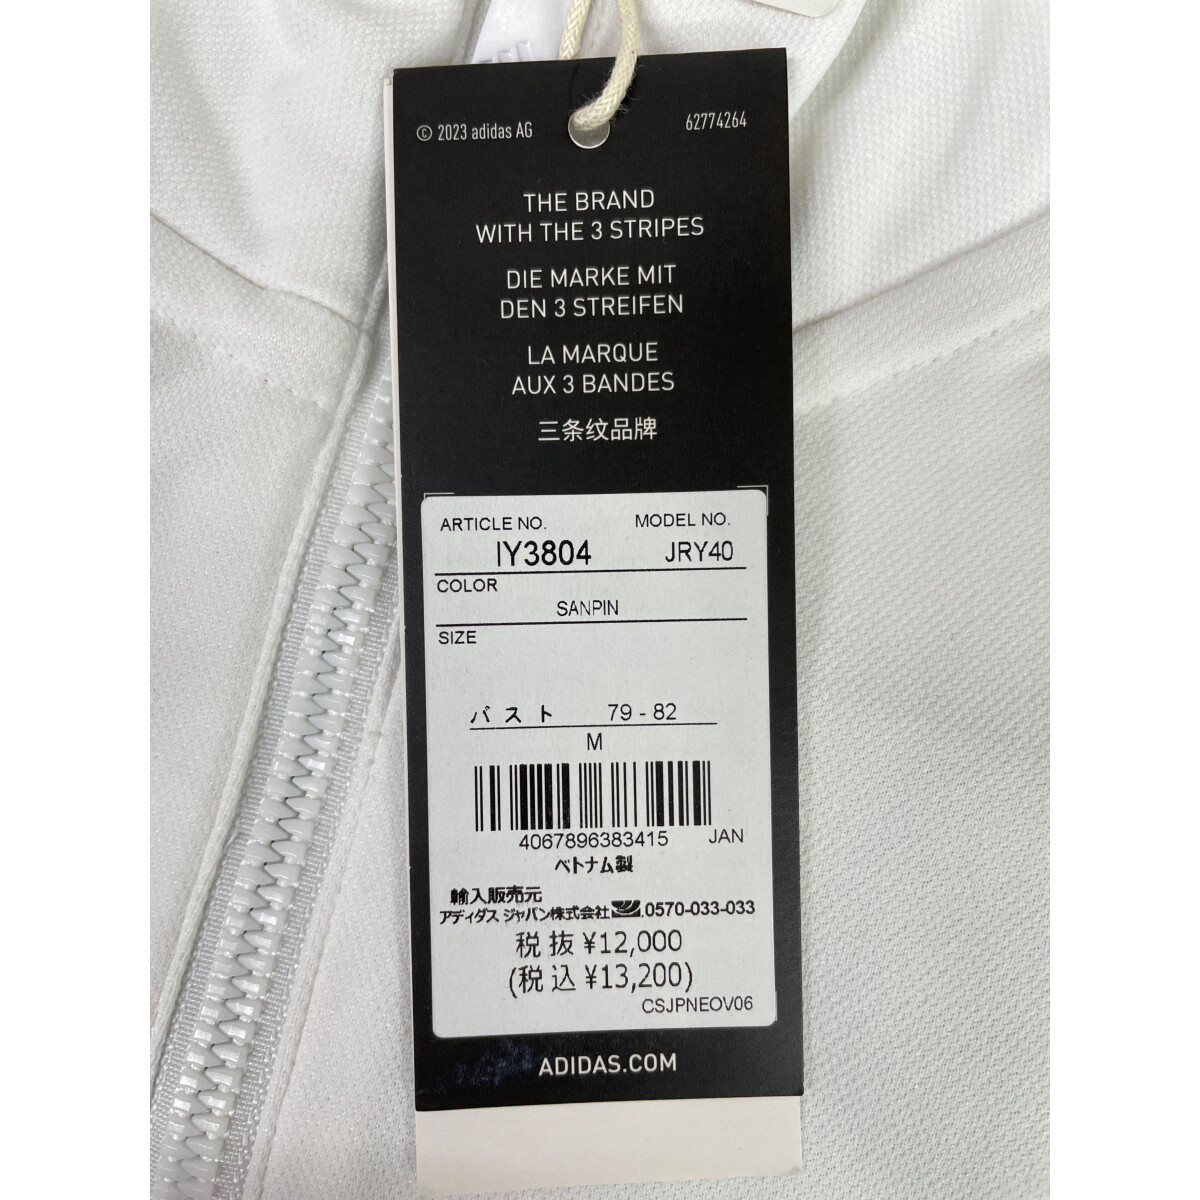 © 2023 adidas AG 62774264
THE BRAND
WITH THE 3 STRIPES
DIE MARKE MIT
DEN 3 STREIFEN
LA MARQUE
AUX 3 BANDES
三条纹品牌
ARTICLE NO. MODEL NO.
IY3804 JRY40
COLOR
SANPIN
SIZE
バスト 79 - 82
M
4067896383415 JAN
ベトナム製
輸入販売元
アディダス ジャパン株式会社 0570-033-033
税抜 ¥12,000
(税込 ¥13,200)
CSJPNEOV06
ADIDAS.COM